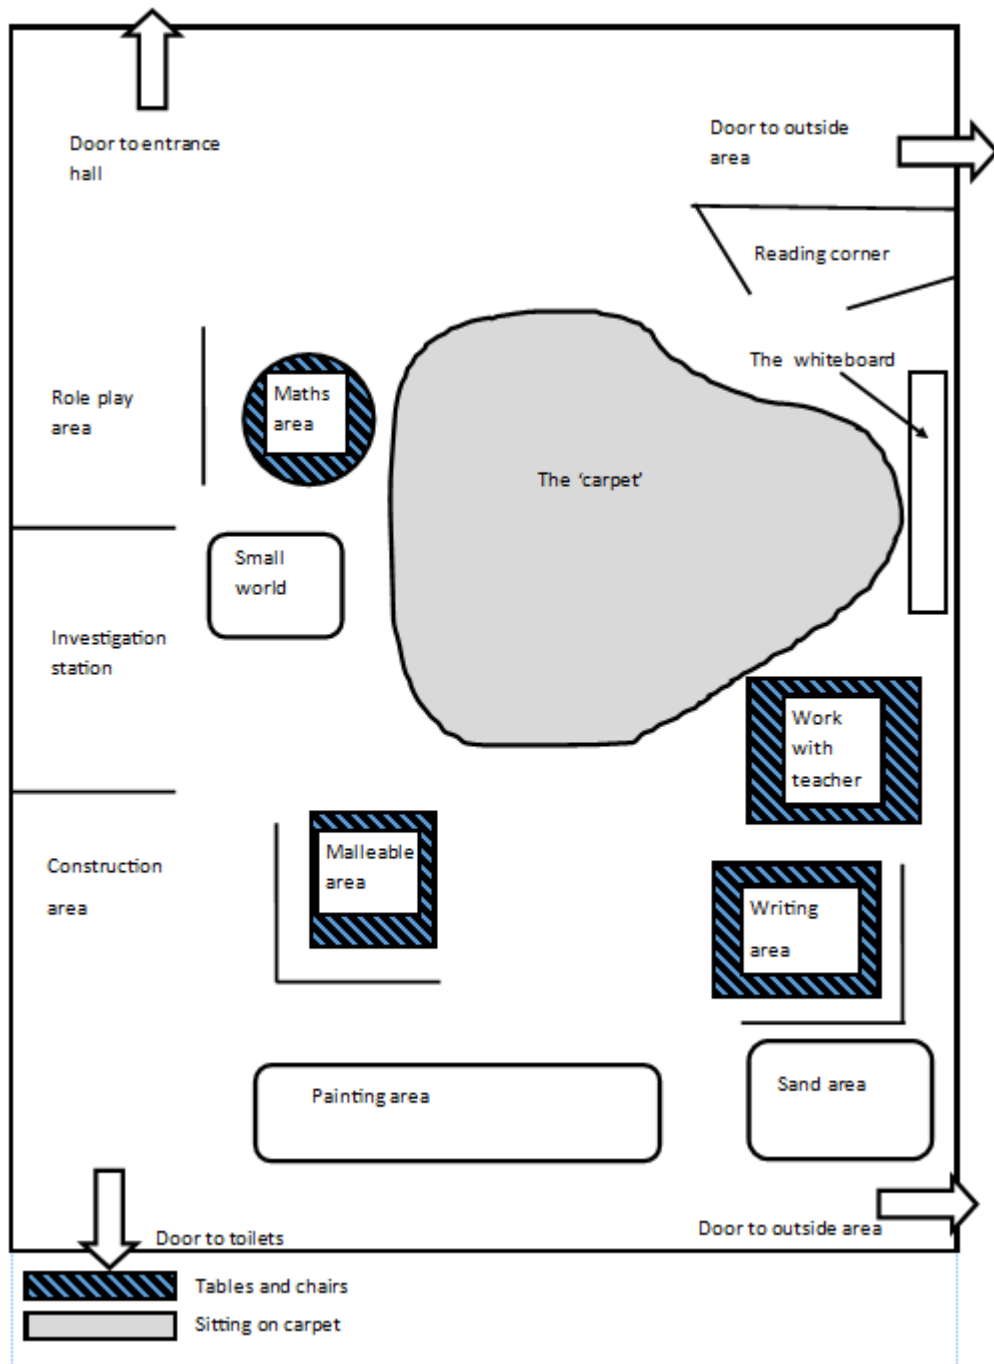 Door to entrance
hall
Door to outside
area
Reading corner
The whiteboard
Role play
area
Maths
area
The ‘carpet’
Small
world
Investigation
station
Work
with
teacher
Construction
area
Malleable
area
Writing
area
Painting area
Sand area
Door to toilets
Door to outside area
Tables and chairs
Sitting on carpet